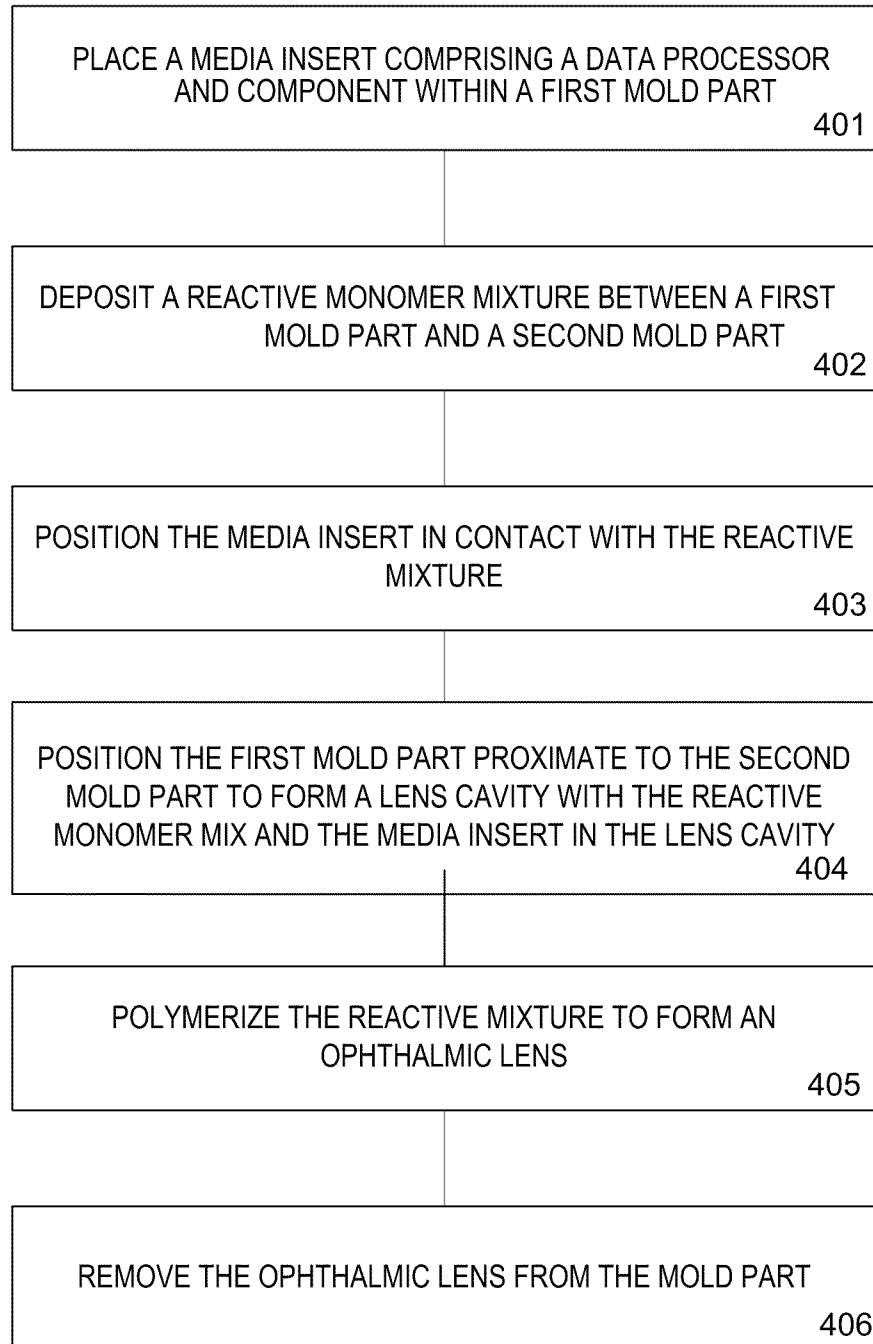 PLACE A MEDIA INSERT COMPRISING A DATA PROCESSOR
AND COMPONENT WITHIN A FIRST MOLD PART
401
DEPOSIT A REACTIVE MONOMER MIXTURE BETWEEN A FIRST
MOLD PART AND A SECOND MOLD PART
402
POSITION THE MEDIA INSERT IN CONTACT WITH THE REACTIVE
MIXTURE
403
POSITION THE FIRST MOLD PART PROXIMATE TO THE SECOND
MOLD PART TO FORM A LENS CAVITY WITH THE REACTIVE
MONOMER MIX AND THE MEDIA INSERT IN THE LENS CAVITY
404
POLYMERIZE THE REACTIVE MIXTURE TO FORM AN
OPHTHALMIC LENS
405
REMOVE THE OPHTHALMIC LENS FROM THE MOLD PART
406